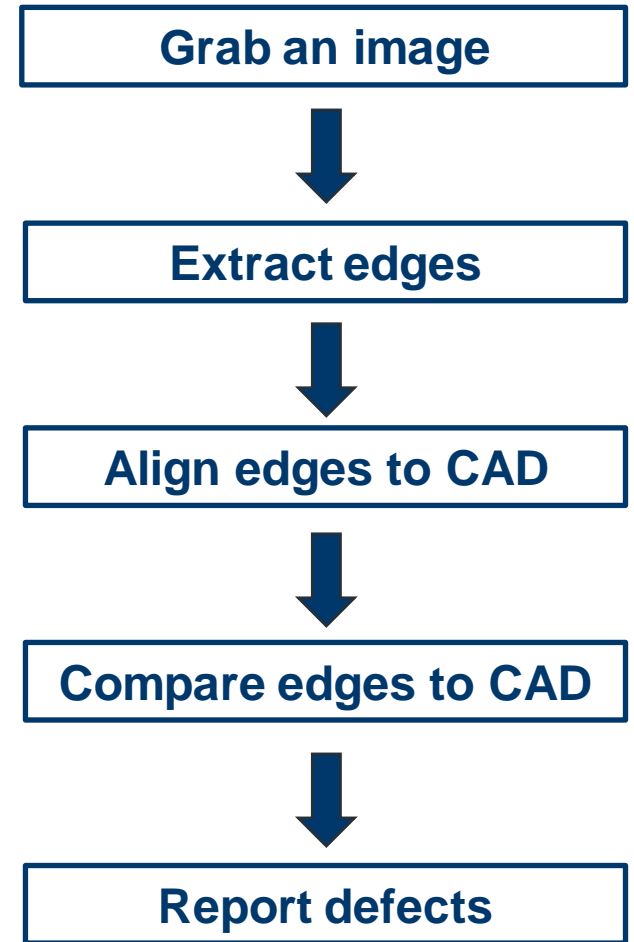 Grab an image
Extract edges
Align edges to CAD
Compare edges to CAD
Report defects